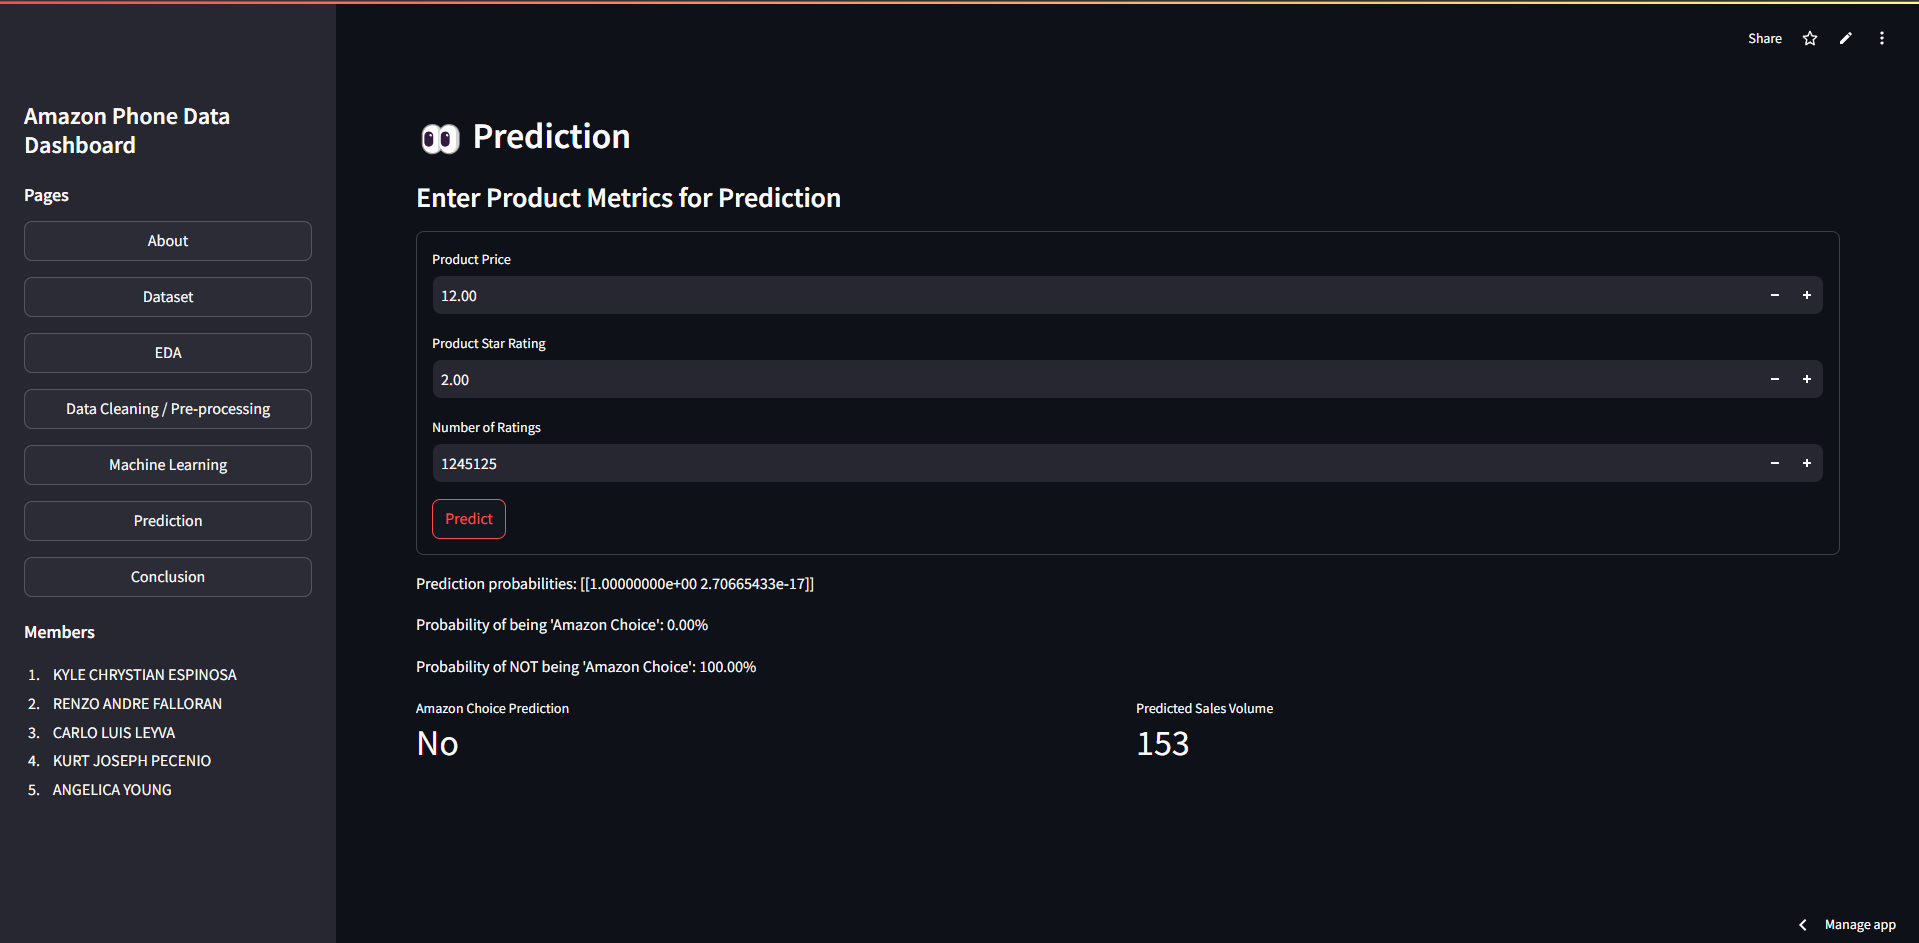 Share
Amazon Phone Data
Dashboard
Pages
About
Dataset
EDA
Data Cleaning / Pre-processing
Machine Learning
Prediction
Conclusion
Members
1. KYLE CHRYSTIAN ESPINOSA
2. RENZO ANDRE FALLORAN
3. CARLO LUIS LEYVA
4. KURT JOSEPH PECENIO
5. ANGELICA YOUNG
👀 Prediction
Enter Product Metrics for Prediction
Product Price
12.00
Product Star Rating
2.00
Number of Ratings
1245125
Predict
Prediction probabilities: [[1.00000000e+00 2.70665433e-17]]
Probability of being 'Amazon Choice': 0.00%
Probability of NOT being 'Amazon Choice': 100.00%
Amazon Choice Prediction
No
Predicted Sales Volume
153
Manage app